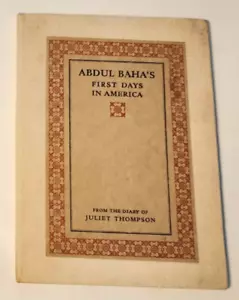 ABDUL BAHA'S
FIRST DAYS
IN AMERICA
FROM THE DIARY OF
JULIET THOMPSON